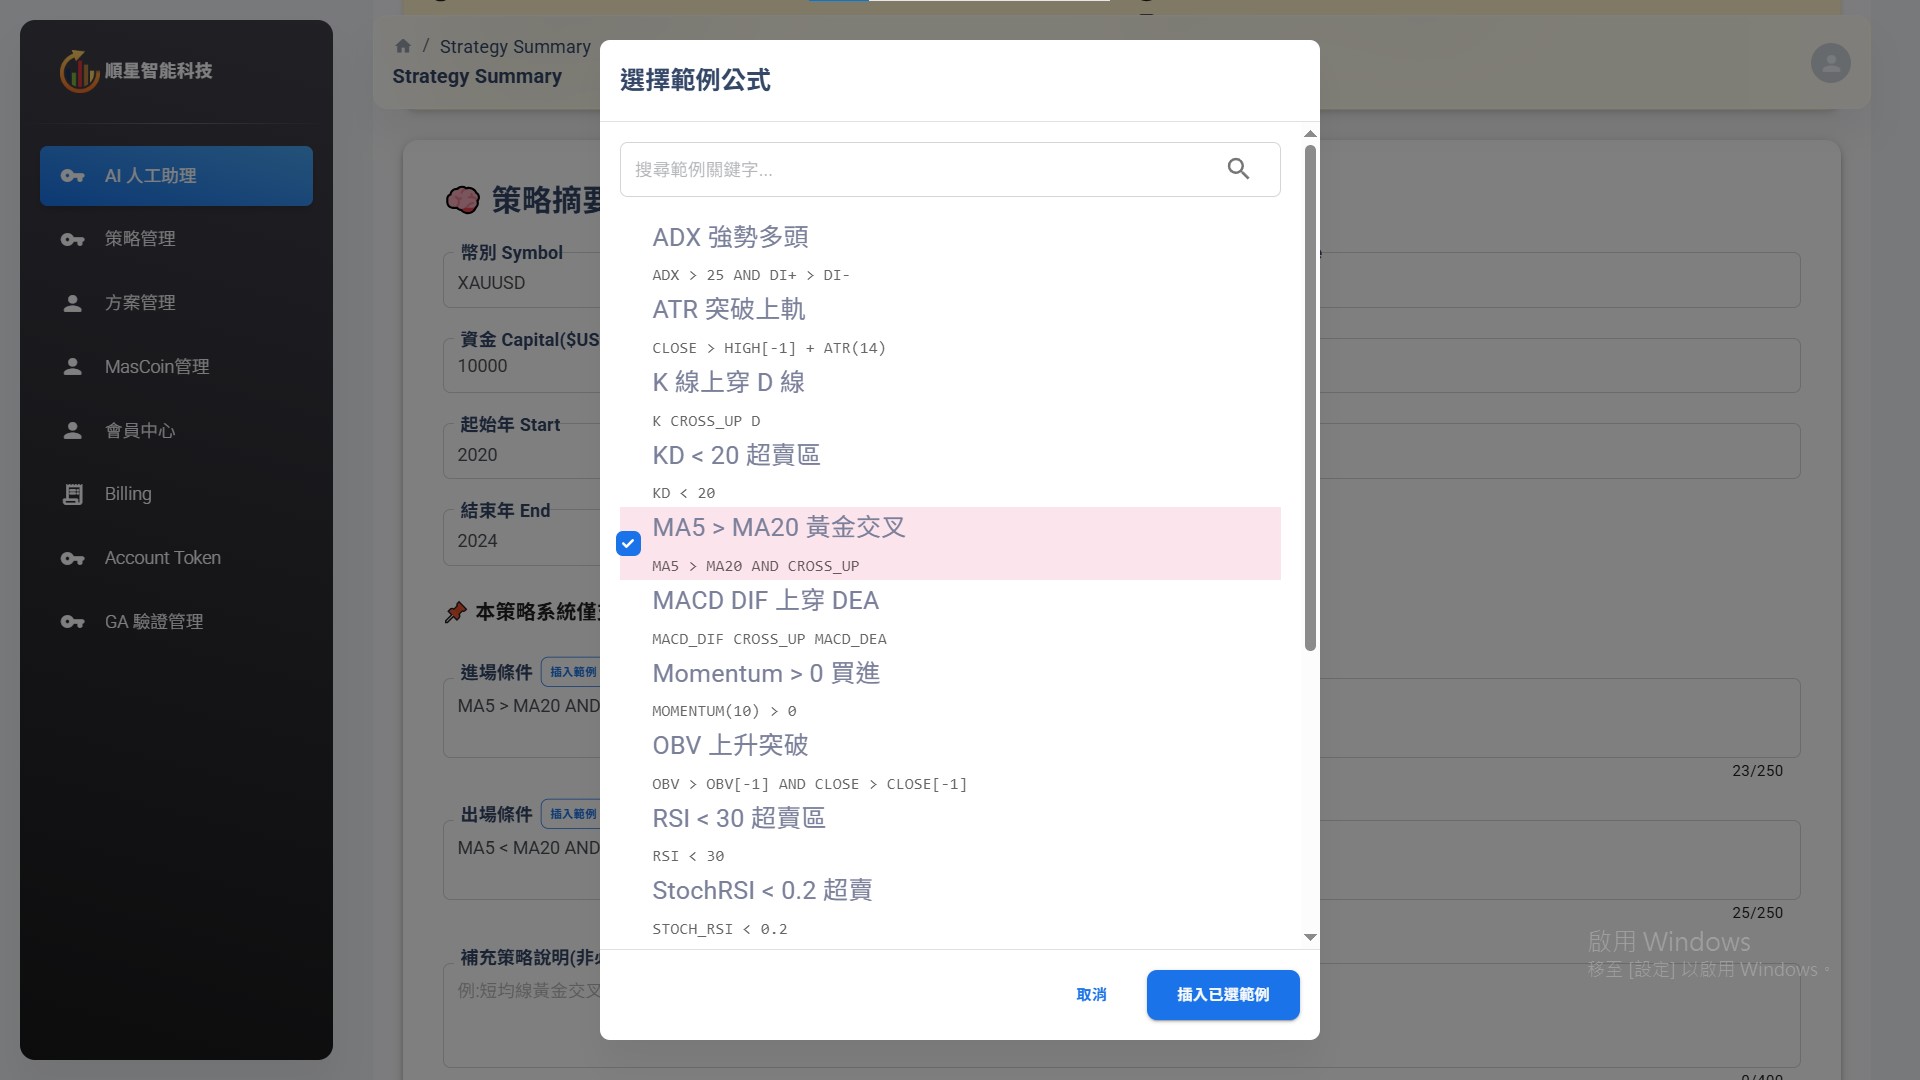 順星智能科技
AI 人工助理
策略管理
方案管理
MasCoin管理
會員中心
Billing
Account Token
GA 驗證管理
/ Strategy Summary
Strategy Summary
策略摘要
幣別 Symbol
XAUUSD
資金 Capital($US
10000
起始年 Start
2020
結束年 End
2024
本策略系統僅
進場條件 插入範例
MA5 > MA20 AND
23/250
出場條件 插入範例
MA5 < MA20 AND
25/250
補充策略說明(非
例:短均線黃金交叉
選擇範例公式
搜尋範例關鍵字...
ADX 強勢多頭
ADX > 25 AND DI+ > DI-
ATR 突破上軌
CLOSE > HIGH[-1] + ATR(14)
K 線上穿 D 線
K CROSS_UP D
KD < 20 超賣區
KD < 20
MA5 > MA20 黃金交叉
MA5 > MA20 AND CROSS_UP
MACD DIF 上穿 DEA
MACD_DIF CROSS_UP MACD_DEA
Momentum > 0 買進
MOMENTUM(10) > 0
OBV 上升突破
OBV > OBV[-1] AND CLOSE > CLOSE[-1]
RSI < 30 超賣區
RSI < 30
StochRSI < 0.2 超賣
STOCH_RSI < 0.2
取消
插入已選範例
啟用 Windows
移至 [設定] 以啟用 Windows。